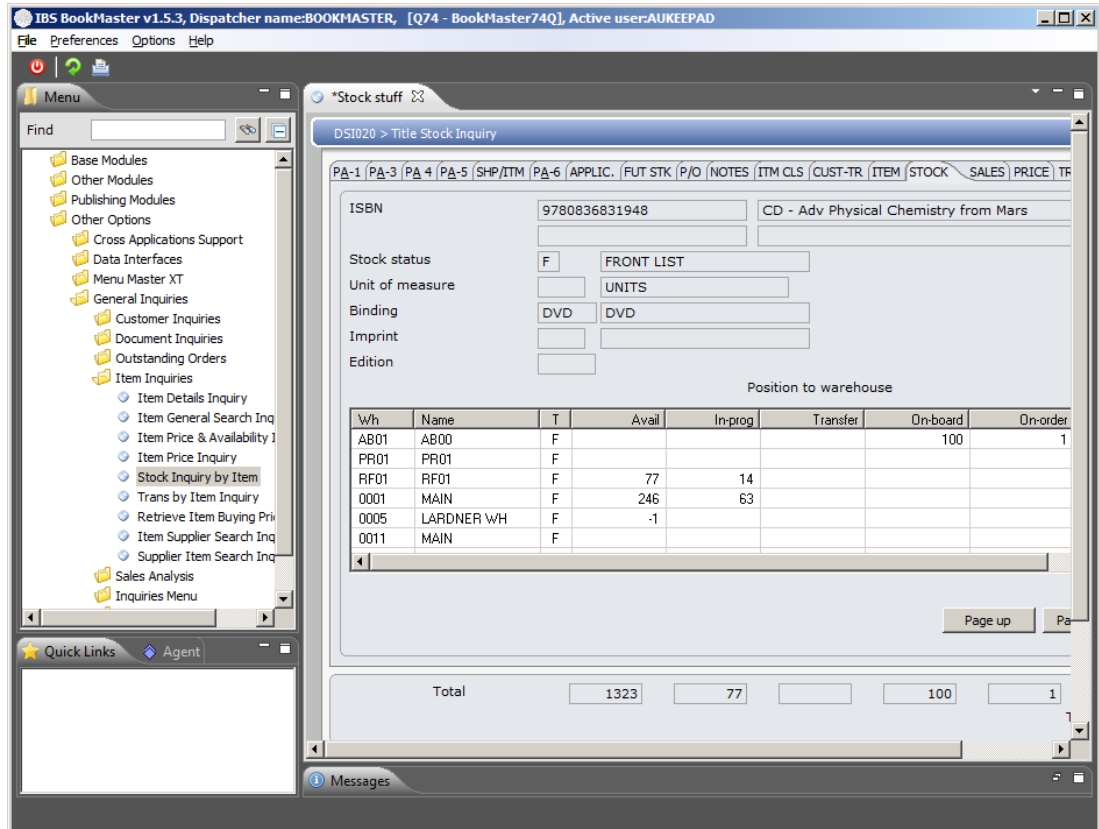 IBS BookMaster v1.5.3, Dispatcher name:BOOKMASTER, [Q74 - BookMaster74Q], Active user:AUKEEPAD
File Preferences Options Help
Menu
Find
Base Modules
Other Modules
Publishing Modules
Other Options
Cross Applications Support
Data Interfaces
Menu Master XT
General Inquiries
Customer Inquiries
Document Inquiries
Outstanding Orders
Item Inquiries
Item Details Inquiry
Item General Search Inq
Item Price & Availability I
Item Price Inquiry
Stock Inquiry by Item
Trans by Item Inquiry
Retrieve Item Buying Pri
Item Supplier Search Inq
Supplier Item Search Inq
Sales Analysis
Inquiries Menu
Quick Links Agent
*Stock stuff
DSI020 > Title Stock Inquiry
PA-1 PA-3 PA 4 PA-5 SHP/ITM PA-6 APPLIC. FUT STK P/O NOTES ITM CLS CUST-TR ITEM STOCK SALES PRICE TR
ISBN 9780836831948 CD - Adv Physical Chemistry from Mars
Stock status F FRONT LIST
Unit of measure UNITS
Binding DVD DVD
Imprint
Edition
Position to warehouse
Wh Name T Avail In-prog Transfer On-board On-order
AB01 AB00 F 100 1
PR01 PR01 F
RF01 RF01 F 77 14
0001 MAIN F 246 63
0005 LARDNER WH F -1
0011 MAIN F
Page up Pa
Total 1323 77 100 1
Messages